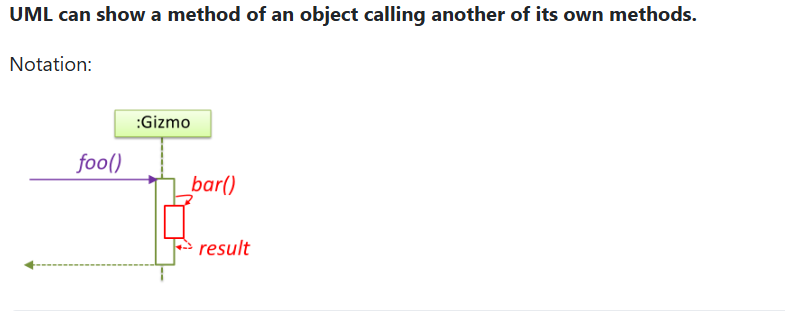 UML can show a method of an object calling another of its own methods.
Notation:
:Gizmo
foo()
bar()
result